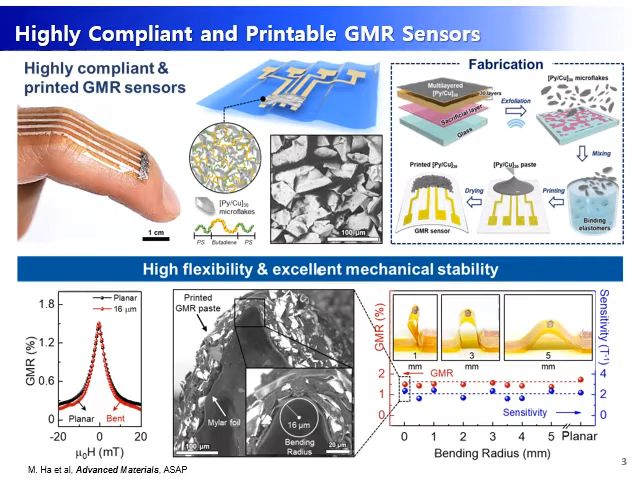 Highly Compliant and Printable GMR Sensors
Highly compliant &
printed GMR sensors
1 cm
[Py/Cu]30
microflakes
PS Butadiene PS
100 µm
Fabrication
Multilayered
[Py/Cu]30
30 layers
Sacrificial layer
Glass
Exfoliation
[Py/Cu]30 microflakes
Mixing
Binding
elastomers
Printing
[Py/Cu]30 paste
Drying
Printed [Py/Cu]30
GMR sensor
High flexibility & excellent mechanical stability
GMR (%)
1.8
1.2
0.6
0
Planar
16 µm
Planar
Bent
-20 0 20
µ0H (mT)
Printed
GMR paste
Mylar foil
100 µm
16 µm
Bending
Radius
20 µm
GMR (%)
2
1
0
1
mm
3
mm
5
mm
GMR
Sensitivity
Sensitivity (T-1)
4
2
0
0 1 2 3 4 5 Planar
Bending Radius (mm)
M. Ha et al, Advanced Materials, ASAP
3